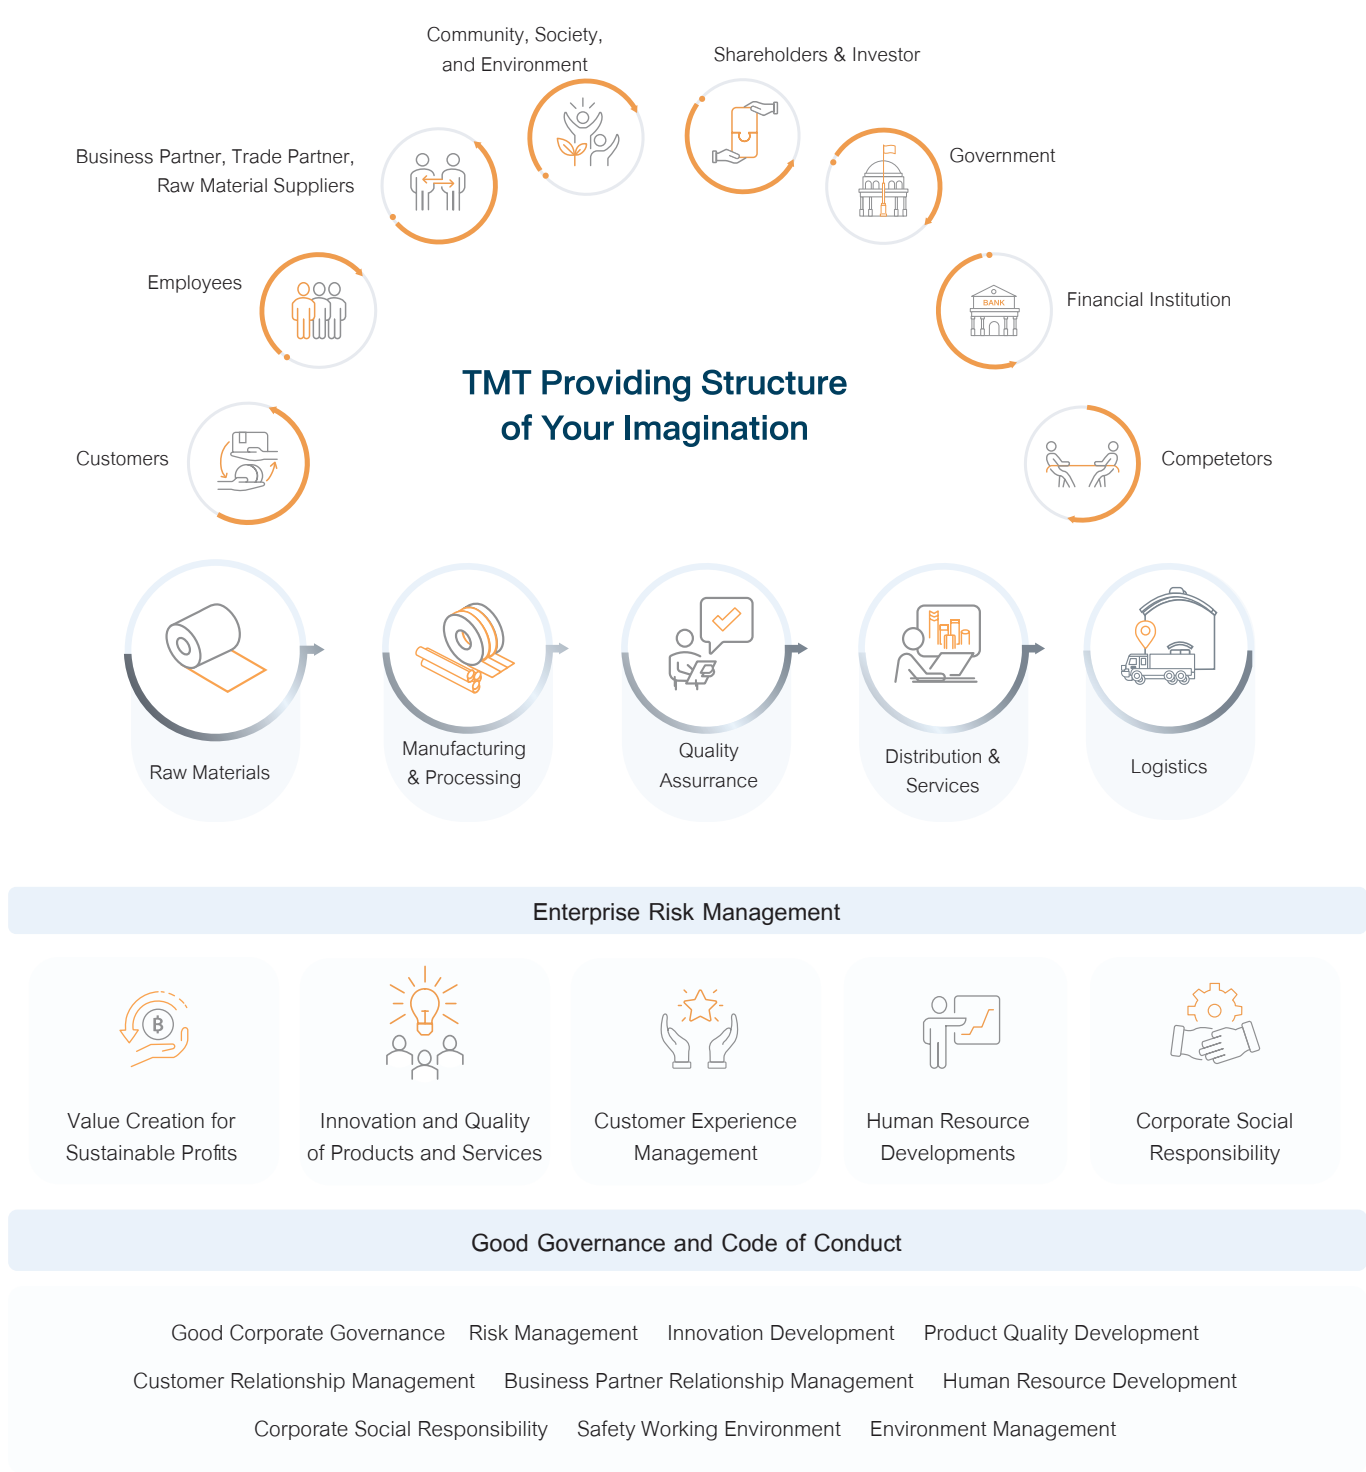 Community, Society,
and Environment
Shareholders & Investor
Business Partner, Trade Partner,
Raw Material Suppliers
Government
Employees
Financial Institution
BANK
TMT Providing Structure
of Your Imagination
Customers
Competetors
Raw Materials
Manufacturing
& Processing
Quality
Assurrance
Distribution &
Services
Logistics
Enterprise Risk Management
฿
Value Creation for
Sustainable Profits
Innovation and Quality
of Products and Services
Customer Experience
Management
Human Resource
Developments
Corporate Social
Responsibility
Good Governance and Code of Conduct
Good Corporate Governance Risk Management Innovation Development Product Quality Development
Customer Relationship Management Business Partner Relationship Management Human Resource Development
Corporate Social Responsibility Safety Working Environment Environment Management